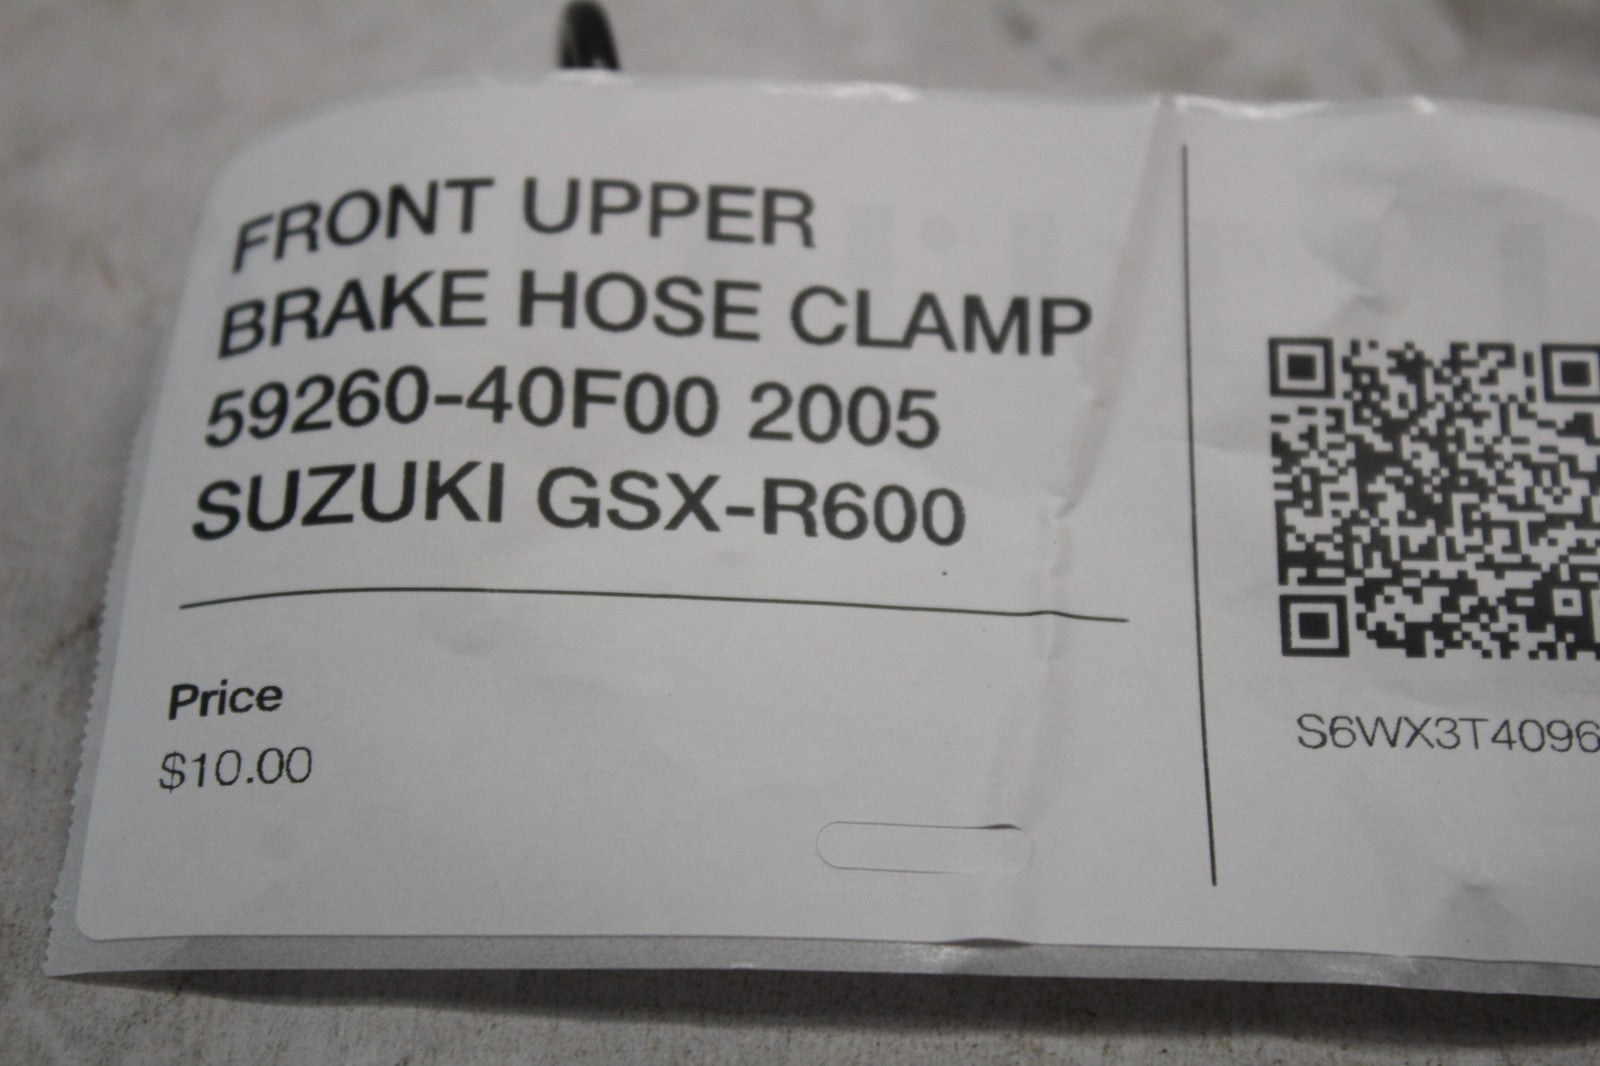 FRONT UPPER
BRAKE HOSE CLAMP
59260-40F00 2005
SUZUKI GSX-R600
Price
$10.00
S6WX3T4096